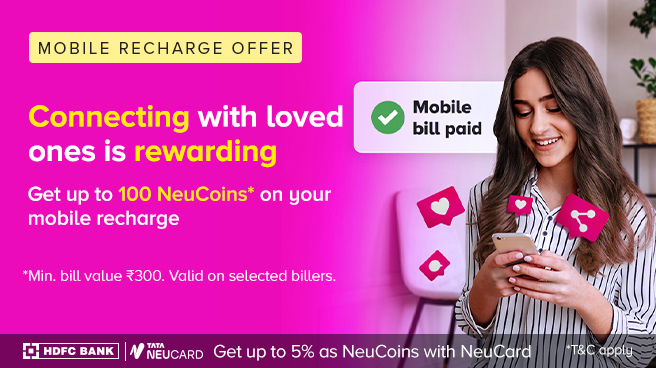 MOBILE RECHARGE OFFER
Connecting with loved
ones is rewarding
Get up to 100 NeuCoins* on your
mobile recharge
*Min. bill value ₹300. Valid on selected billers.
Mobile
bill paid
HDFC BANK
TATA
NEUCARD
Get up to 5% as NeuCoins with NeuCard
*T&C apply